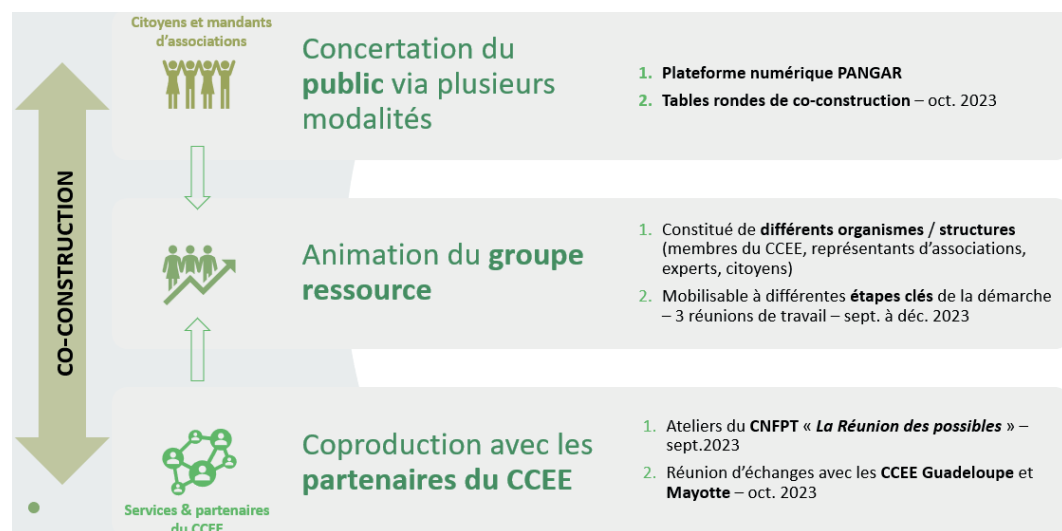 Citoyens et mandants
d'associations
Concertation du
public via plusieurs
modalités
1. Plateforme numérique PANGAR
2. Tables rondes de co-construction – oct. 2023
CO-CONSTRUCTION
Animation du groupe
ressource
1. Constitué de différents organismes / structures
(membres du CCEE, représentants d'associations,
experts, citoyens)
2. Mobilisable à différentes étapes clés de la démarche
– 3 réunions de travail – sept. à déc. 2023
Coproduction avec les
partenaires du CCEE
1. Ateliers du CNFPT « La Réunion des possibles » –
sept.2023
2. Réunion d'échanges avec les CCEE Guadeloupe et
Mayotte – oct. 2023
Services & partenaires
du CCEE